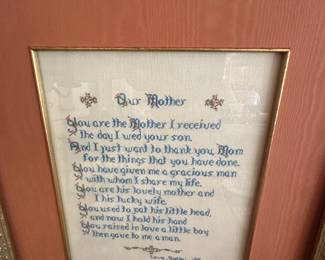 Our Mother
You are the Mother I received
the day I wed your son.
And I just want to thank you, Mom
for the things that you have done.
You have given me a gracious man
with whom I share my life.
You are his lovely mother and
I his lucky wife.
You used to pat his little head,
and now I hold his hand
You raised in love a little boy
then gave to me a man.
Love,